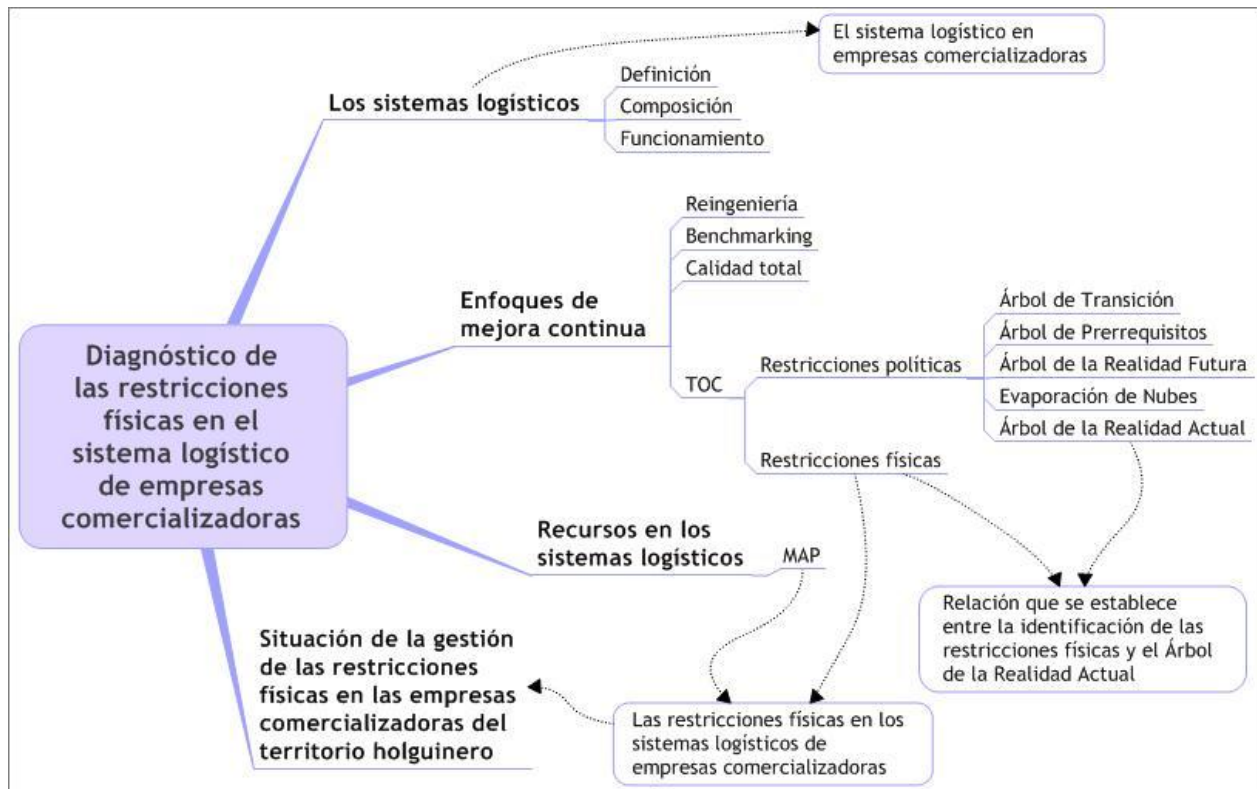 El sistema logístico en
empresas comercializadoras
Los sistemas logísticos
Definición
Composición
Funcionamiento
Enfoques de
mejora continua
Reingeniería
Benchmarking
Calidad total
TOC
Restricciones políticas
Árbol de Transición
Árbol de Prerrequisitos
Árbol de la Realidad Futura
Evaporación de Nubes
Árbol de la Realidad Actual
Restricciones físicas
Diagnóstico de
las restricciones
físicas en el
sistema logístico
de empresas
comercializadoras
Recursos en los
sistemas logísticos
MAP
Relación que se establece
entre la identificación de las
restricciones físicas y el Árbol
de la Realidad Actual
Situación de la gestión
de las restricciones
físicas en las empresas
comercializadoras del
territorio holguinero
Las restricciones físicas en los
sistemas logísticos de
empresas comercializadoras